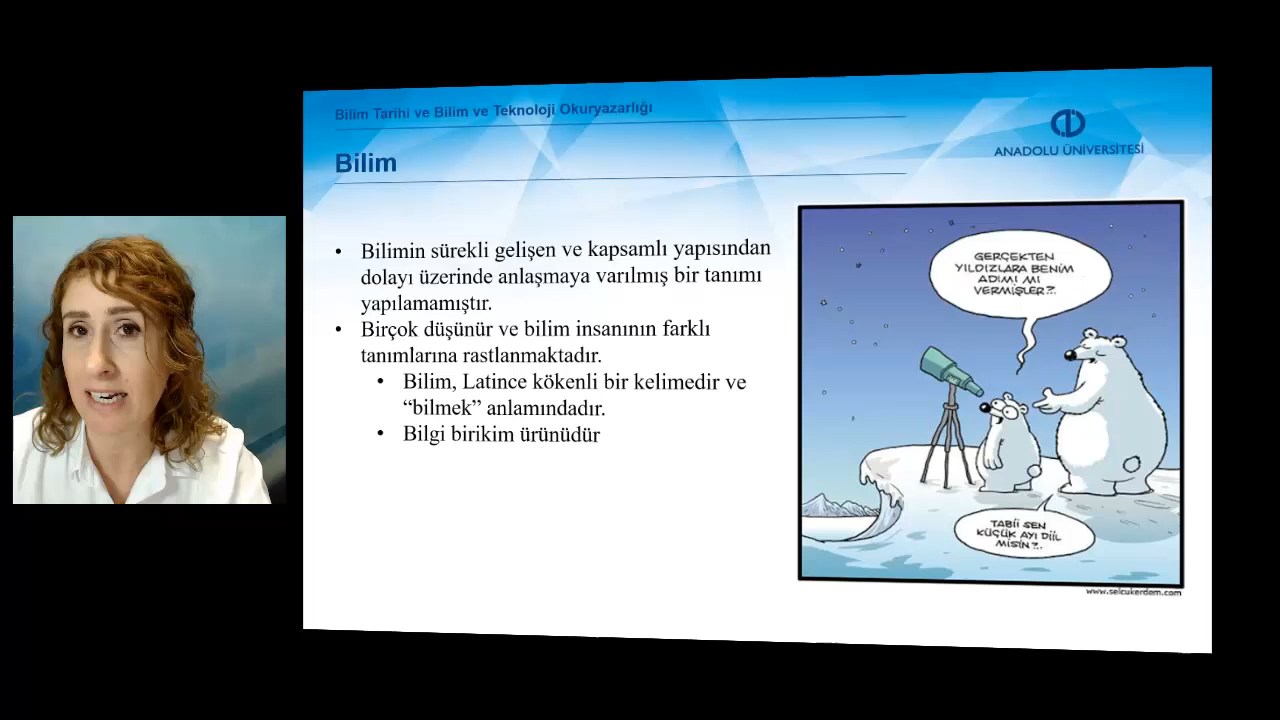 Bilim Tarihi ve Bilim ve Teknoloji Okuryazarlığı
ANADOLU ÜNİVERSİTESİ
Bilim
• Bilimin sürekli gelişen ve kapsamlı yapısından
dolayı üzerinde anlaşmaya varılmış bir tanımı
yapılamamıştır.
• Birçok düşünür ve bilim insanının farklı
tanımlarına rastlanmaktadır.
• Bilim, Latince kökenli bir kelimedir ve
“bilmek” anlamındadır.
• Bilgi birikim ürünüdür
GERÇEKTEN
YILDIZLARA BENİM
ADIMI MI
VERMİŞLER?.
TABİİ SEN
KÜÇÜK AYI DİİL
MİSİN?.
www.selcukerdem.com